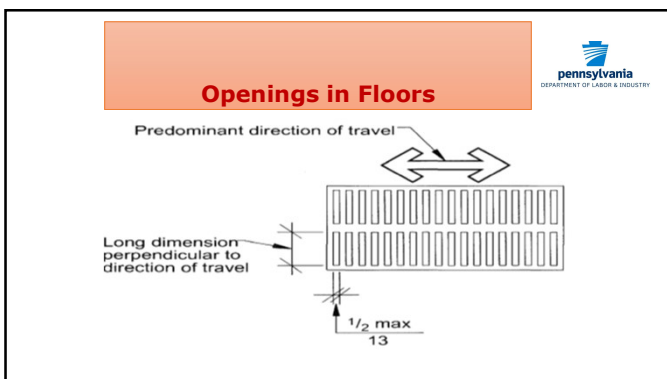 Openings in Floors
pennsylvania
DEPARTMENT OF LABOR & INDUSTRY
Predominant direction of travel
Long dimension
perpendicular to
direction of travel
1/2 max
13